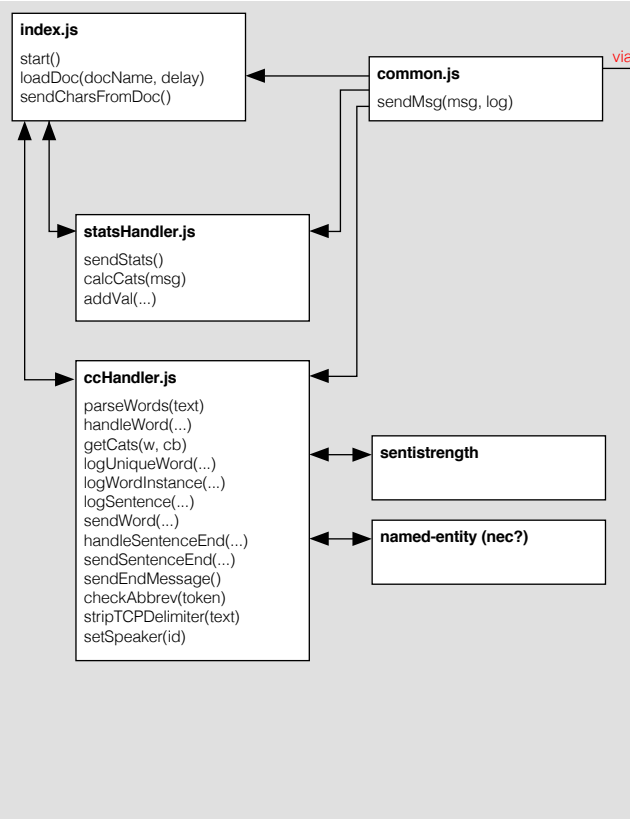 index.js
start()
loadDoc(docName, delay)
sendCharsFromDoc()
via
common.js
sendMsg(msg, log)
statsHandler.js
sendStats()
calcCats(msg)
addVal(...)
ccHandler.js
parseWords(text)
handleWord(...)
getCats(w, cb)
logUniqueWord(...)
logWordInstance(...)
logSentence(...)
sendWord(...)
handleSentenceEnd(...)
sendSentenceEnd(...)
sendEndMessage()
checkAbbrev(token)
stripTCPDelimiter(text)
setSpeaker(id)
sentistrength
named-entity (nec?)